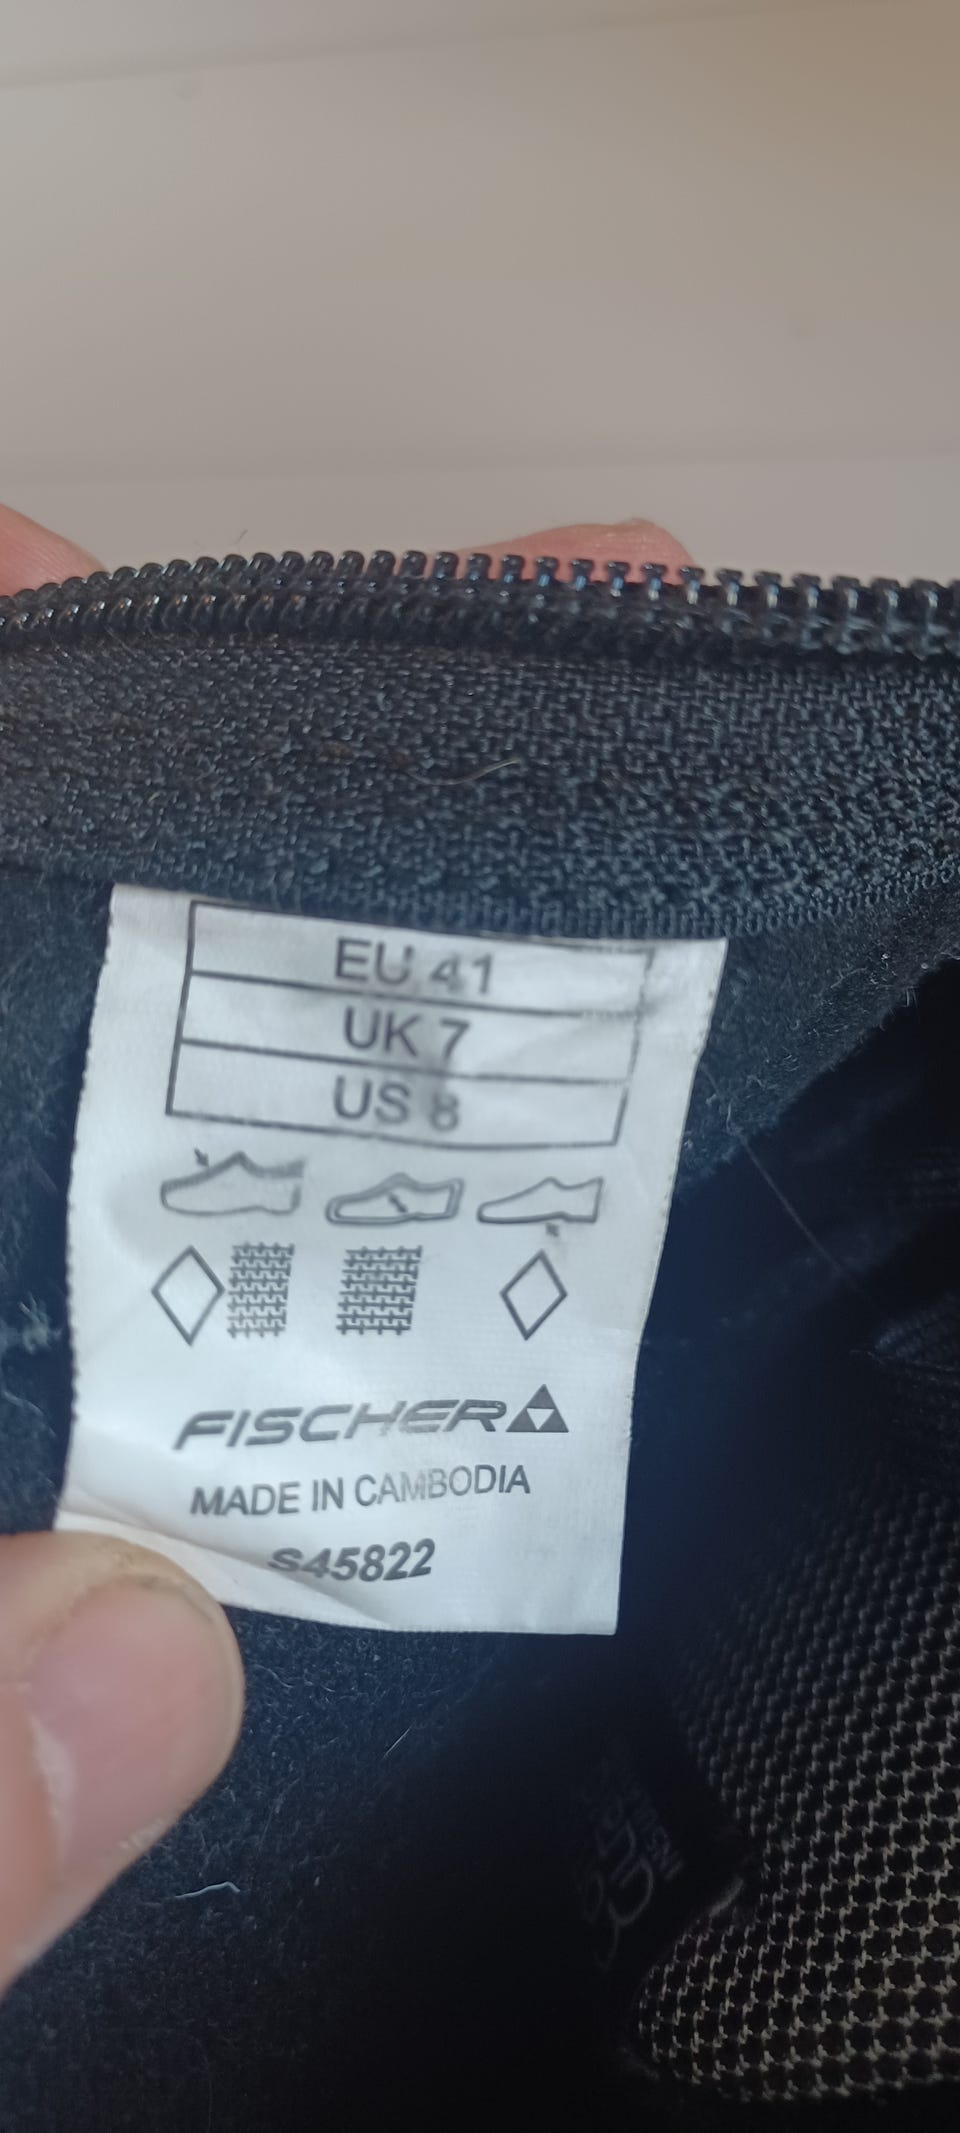 EU 41
UK 7
US 8
FISCHER
MADE IN CAMBODIA
S45822